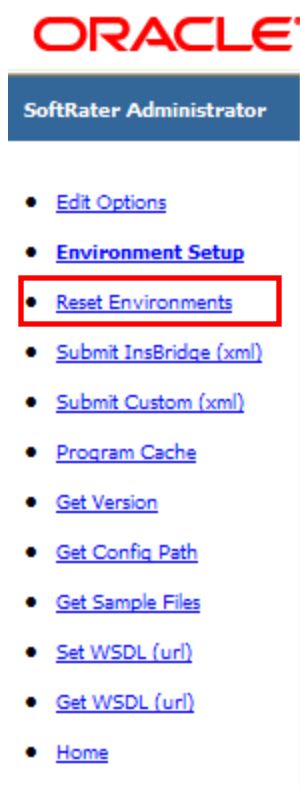 ORACLE
SoftRater Administrator
Edit Options
Environment Setup
Reset Environments
Submit InsBridge (xml)
Submit Custom (xml)
Program Cache
Get Version
Get Config Path
Get Sample Files
Set WSDL (url)
Get WSDL (url)
Home